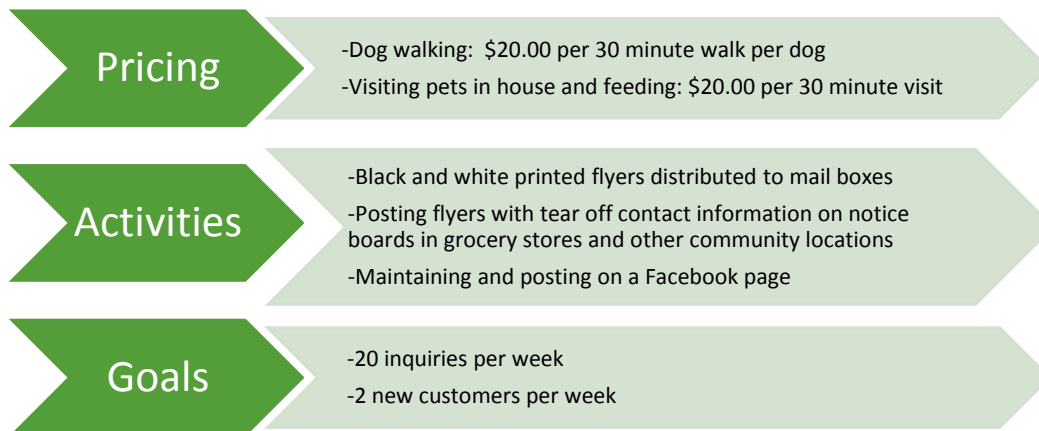 Pricing
-Dog walking:  $20.00 per 30 minute walk per dog
-Visiting pets in house and feeding: $20.00 per 30 minute visit
Activities
-Black and white printed flyers distributed to mail boxes
-Posting flyers with tear off contact information on notice
boards in grocery stores and other community locations
-Maintaining and posting on a Facebook page
Goals
-20 inquiries per week
-2 new customers per week